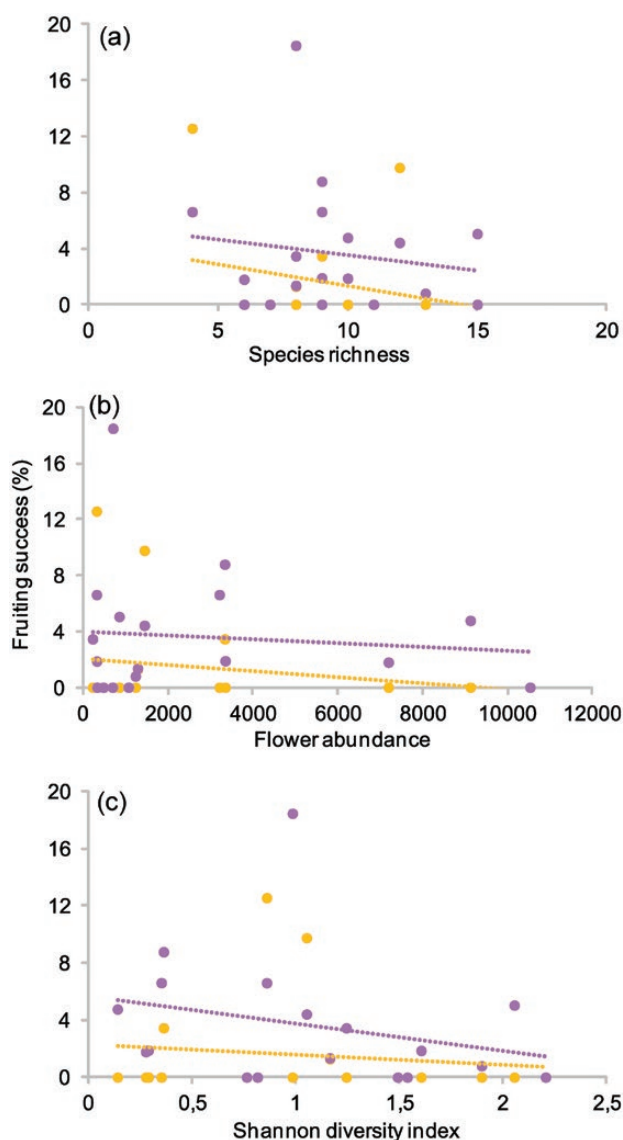 (a)
20
16
12
8
4
0
0 5 10 15 20
Species richness
(b)
20
16
12
8
4
0
0 2000 4000 6000 8000 10000 12000
Flower abundance
Fruiting success (%)
(c)
20
16
12
8
4
0
0 0,5 1 1,5 2 2,5
Shannon diversity index